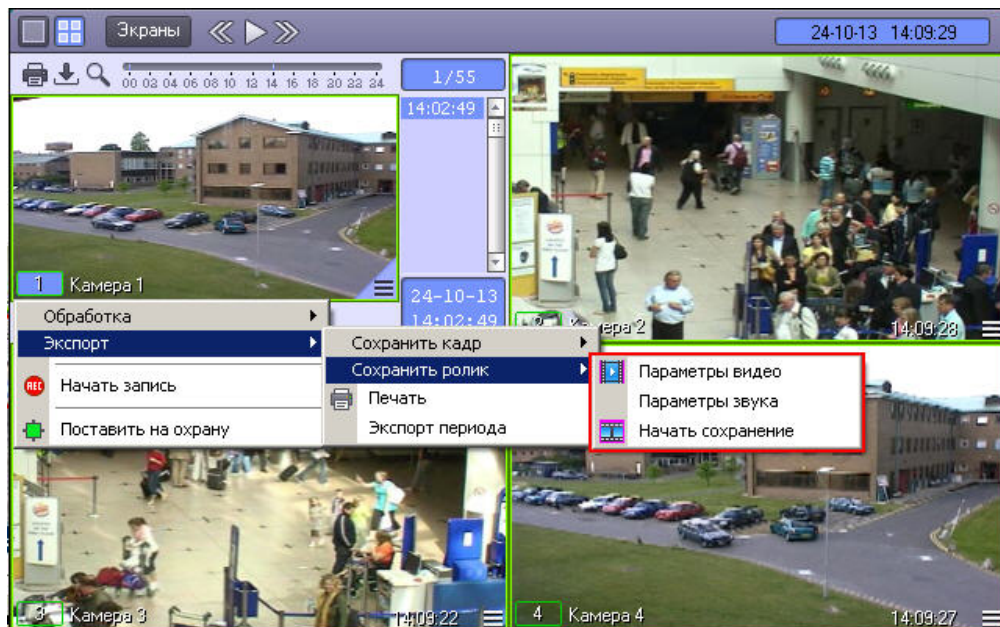 Экраны
24-10-13 14:09:29
00 02 04 06 08 10 12 14 16 18 20 22 24
1/55
14:02:49
1 Камера 1
24-10-13
14:02:49
2 Камера 2
14:09:28
Обработка
Экспорт
Начать запись
REC
Поставить на охрану
Сохранить кадр
Сохранить ролик
Печать
Экспорт периода
Параметры видео
Параметры звука
Начать сохранение
3 Камера 3
14:09:22
4 Камера 4
14:09:27